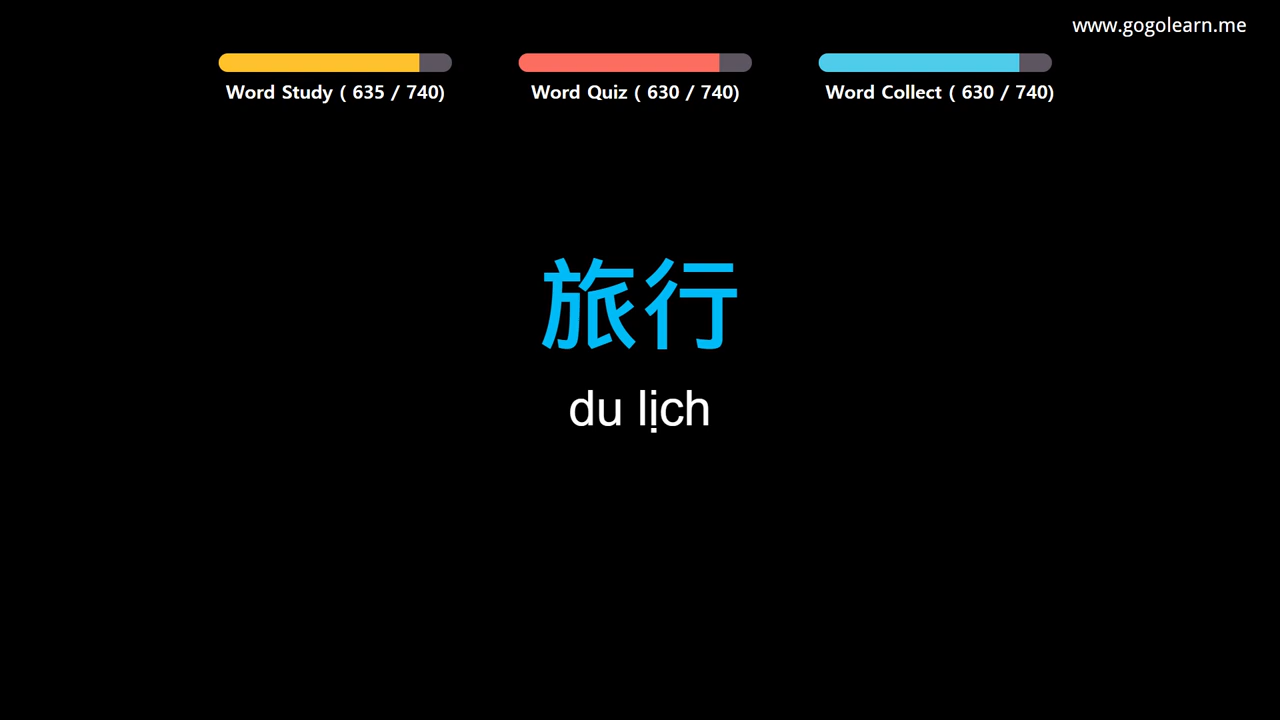 www.gogolearn.me
Word Study ( 635 / 740)
Word Quiz ( 630 / 740)
Word Collect ( 630 / 740)
旅行
du lịch